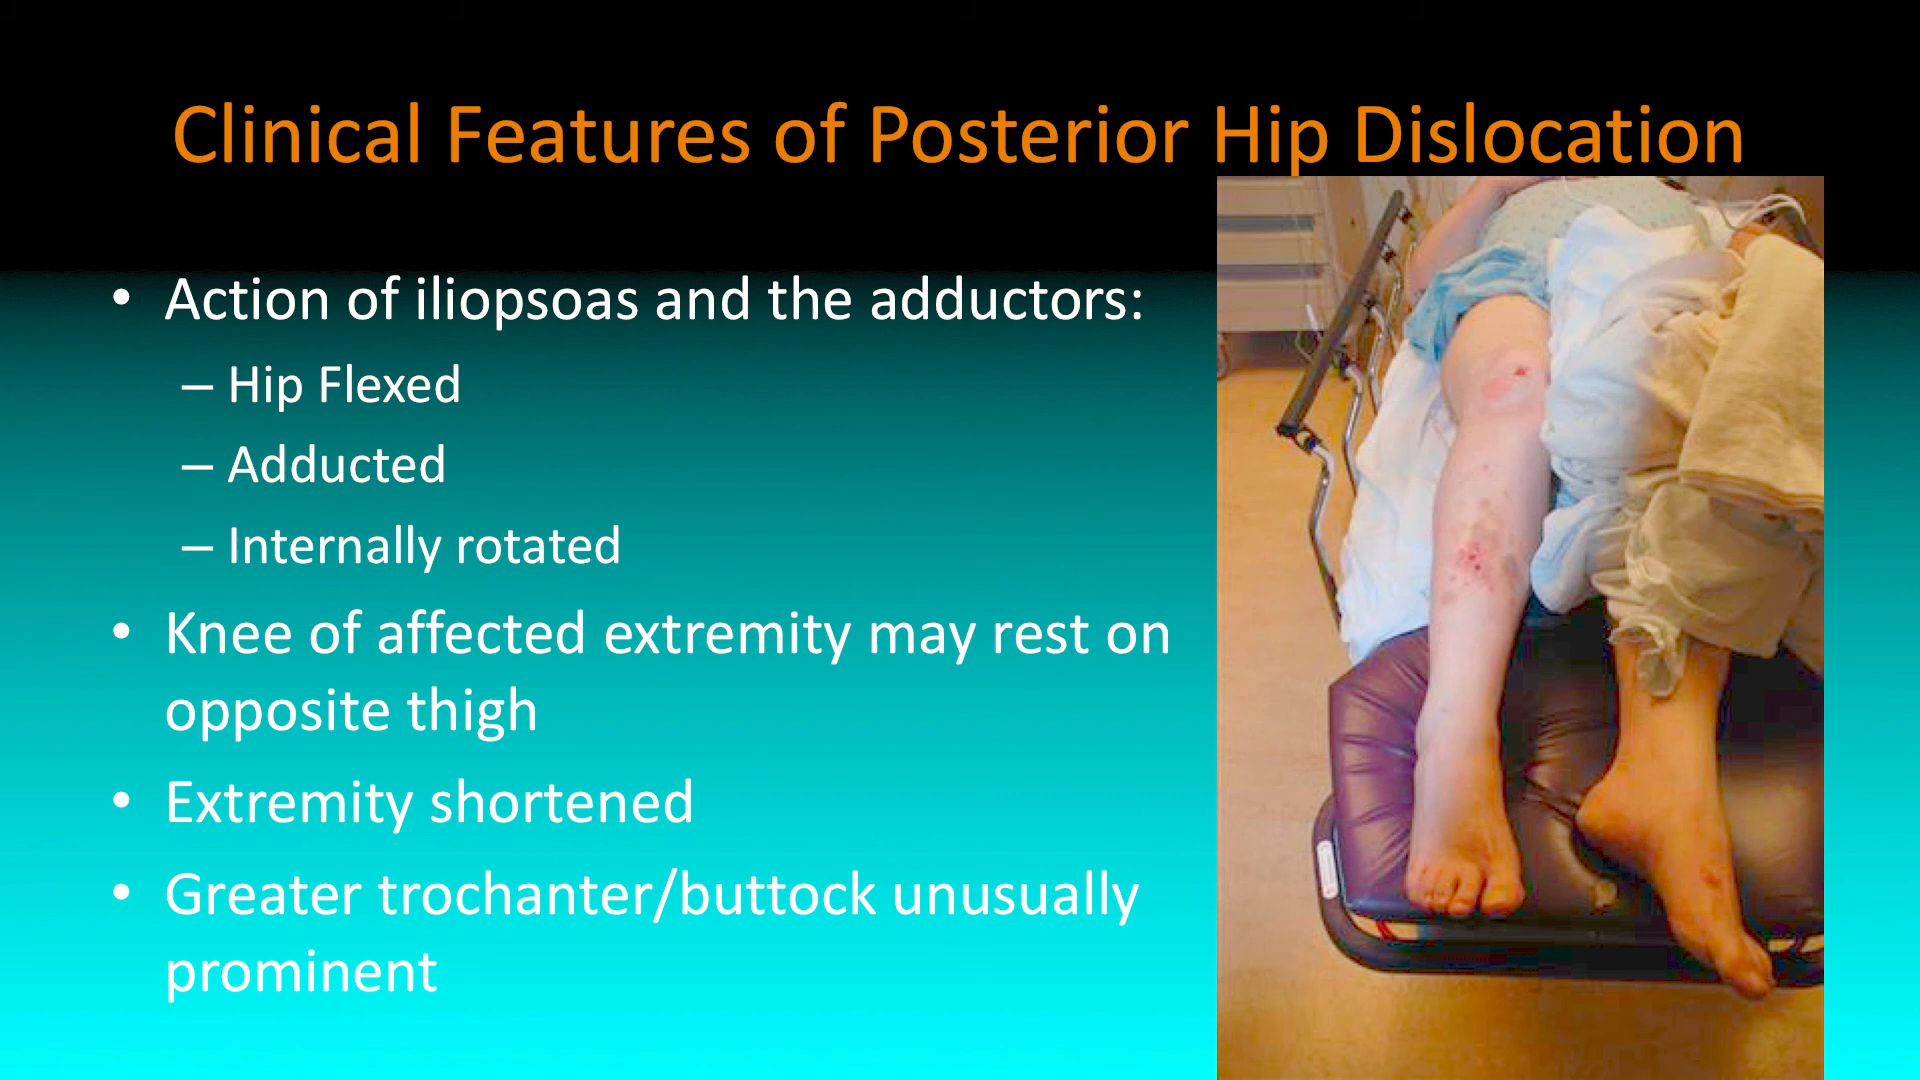 Clinical Features of Posterior Hip Dislocation
• Action of iliopsoas and the adductors:
– Hip Flexed
– Adducted
– Internally rotated
• Knee of affected extremity may rest on
opposite thigh
• Extremity shortened
• Greater trochanter/buttock unusually
prominent